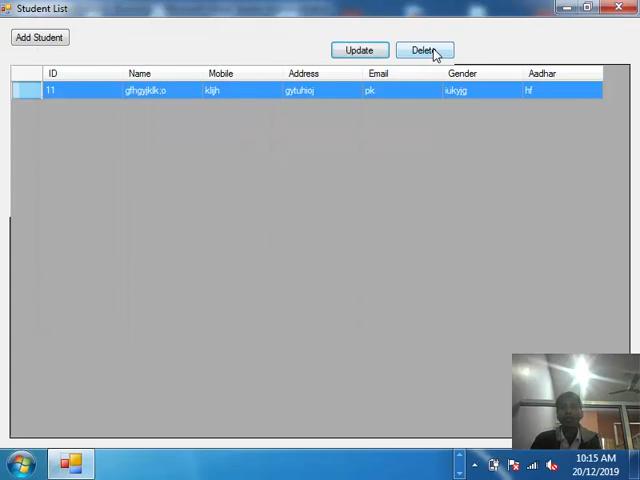 Student List
Add Student
Update
Delete
ID Name Mobile Address Email Gender Aadhar
11 gfhgyjklk;o klijh gytuhioj pk iukyjg hf
10:15 AM
20/12/2019